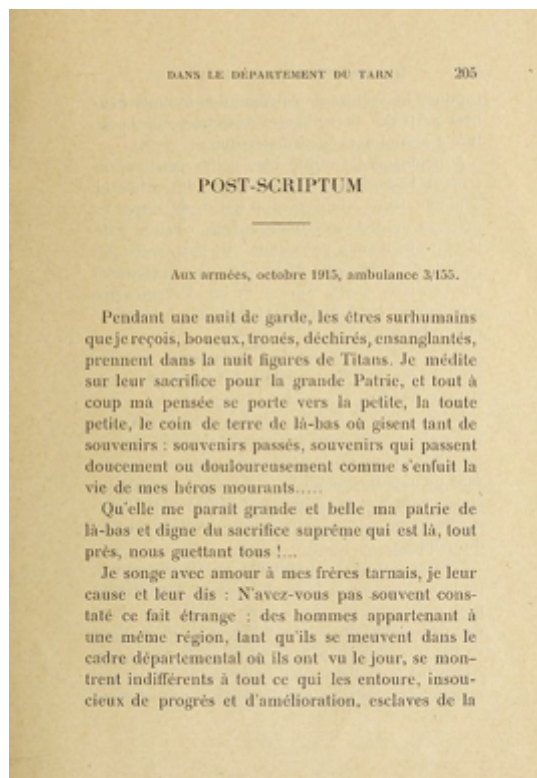 DANS LE DÉPARTEMENT DU TARN 205
POST-SCRIPTUM
Aux armées, octobre 1915, ambulance 3/155.
Pendant une nuit de garde, les êtres surhumains
que je reçois, boueux, troués, déchirés, ensanglantés,
prennent dans la nuit figures de Titans. Je médite
sur leur sacrifice pour la grande Patrie, et tout à
coup ma pensée se porte vers la petite, la toute
petite, le coin de terre de là-bas où gisent tant de
souvenirs : souvenirs passés, souvenirs qui passent
doucement ou douloureusement comme s'enfuit la
vie de mes héros mourants.....
Qu'elle me paraît grande et belle ma patrie de
là-bas et digne du sacrifice suprême qui est là, tout
près, nous guettant tous !...
Je songe avec amour à mes frères tarnais, je leur
cause et leur dis : N'avez-vous pas souvent cons-
taté ce fait étrange : des hommes appartenant à
une même région, tant qu'ils se meuvent dans le
cadre départemental où ils ont vu le jour, se mon-
trent indifférents à tout ce qui les entoure, insou-
cieux de progrès et d'amélioration, esclaves de la